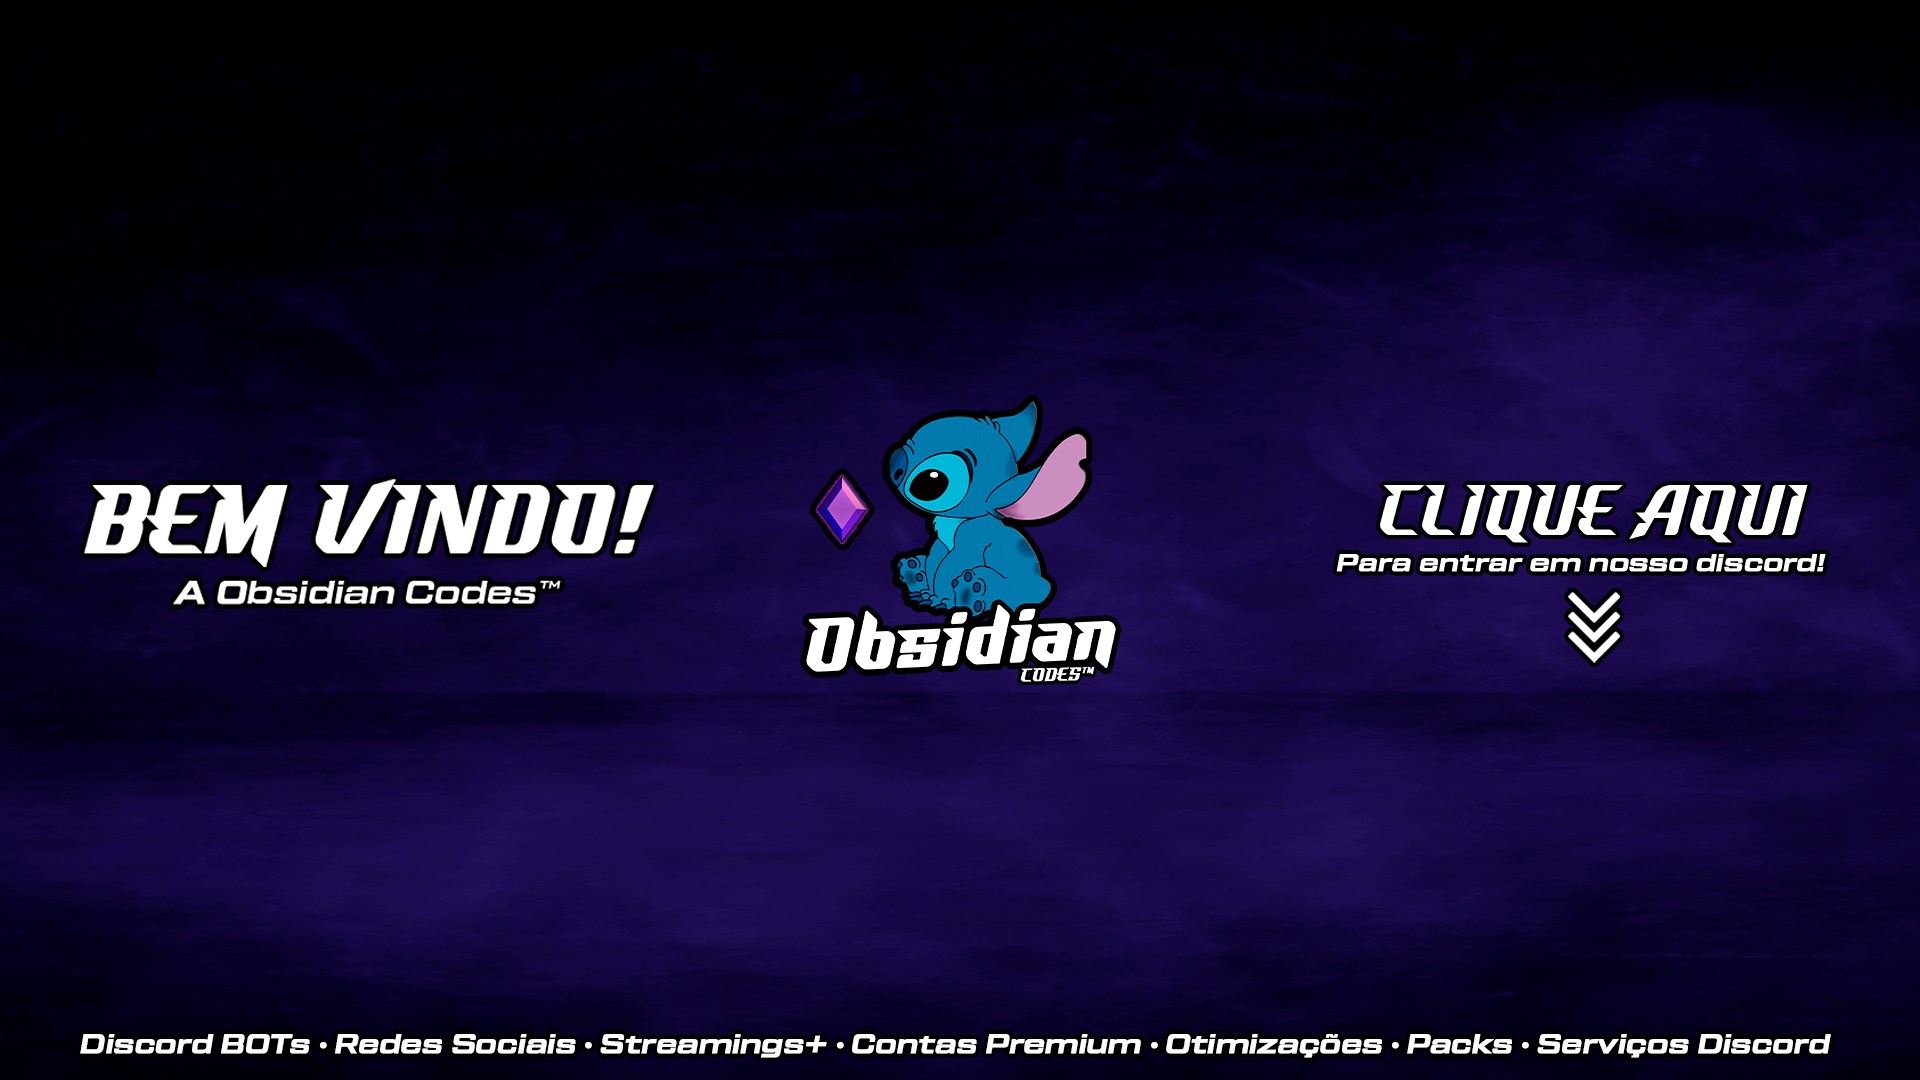 BEM VINDO!
A Obsidian Codes™
Obsidian
CODES™
CLIQUE AQUI
Para entrar em nosso discord!
Discord BOTs • Redes Sociais • Streamings+ • Contas Premium • Otimizações • Packs • Serviços Discord